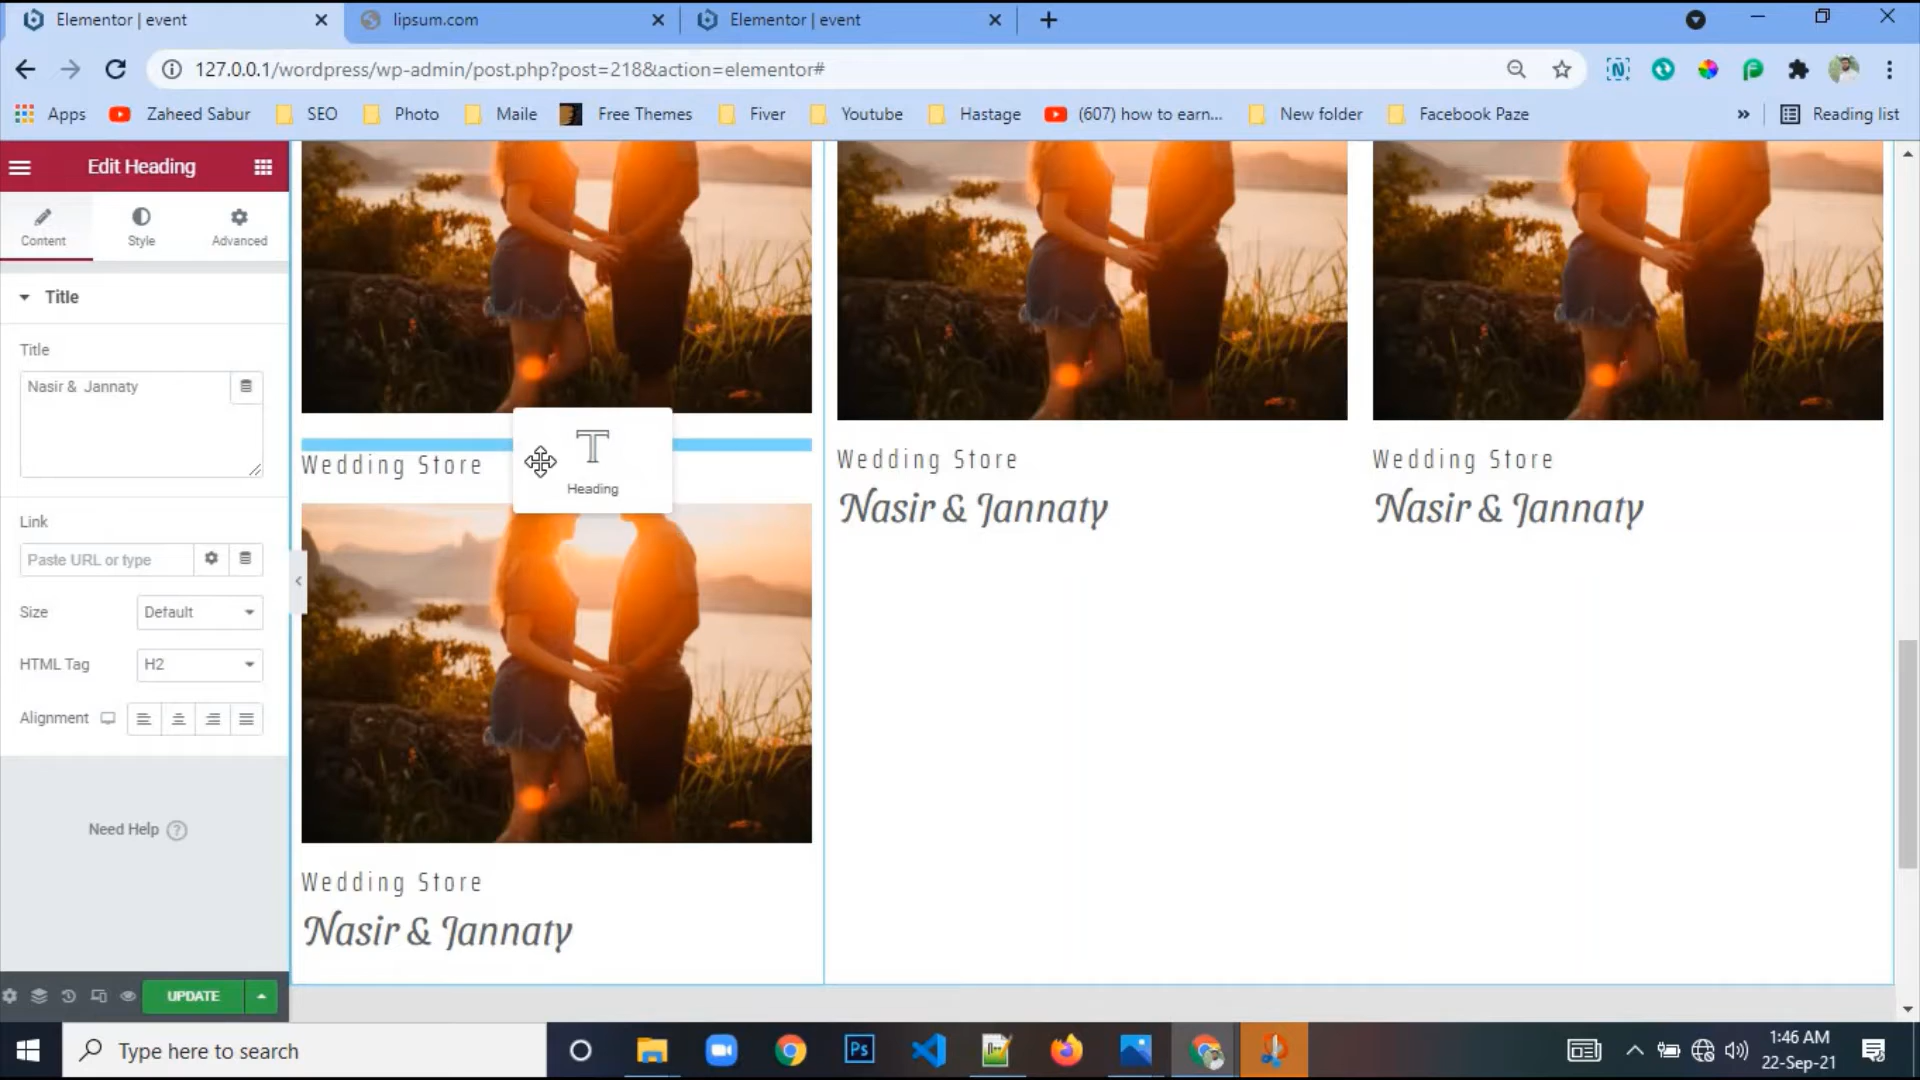 Elementor | event
lipsum.com
Elementor | event
127.0.0.1/wordpress/wp-admin/post.php?post=218&action=elementor#
Apps
Zaheed Sabur
SEO
Photo
Maile
Free Themes
Fiver
Youtube
Hastage
(607) how to earn...
New folder
Facebook Paze
»
Reading list
Edit Heading
Content
Style
Advanced
Title
Title
Nasir & Jannaty
Link
Paste URL or type
Size
Default
HTML Tag
H2
Alignment
Need Help ?
UPDATE
Wedding Store
Heading
Wedding Store
Nasir & Jannaty
Wedding Store
Nasir & Jannaty
Wedding Store
Nasir & Jannaty
Type here to search
Ps
1:46 AM
22-Sep-21